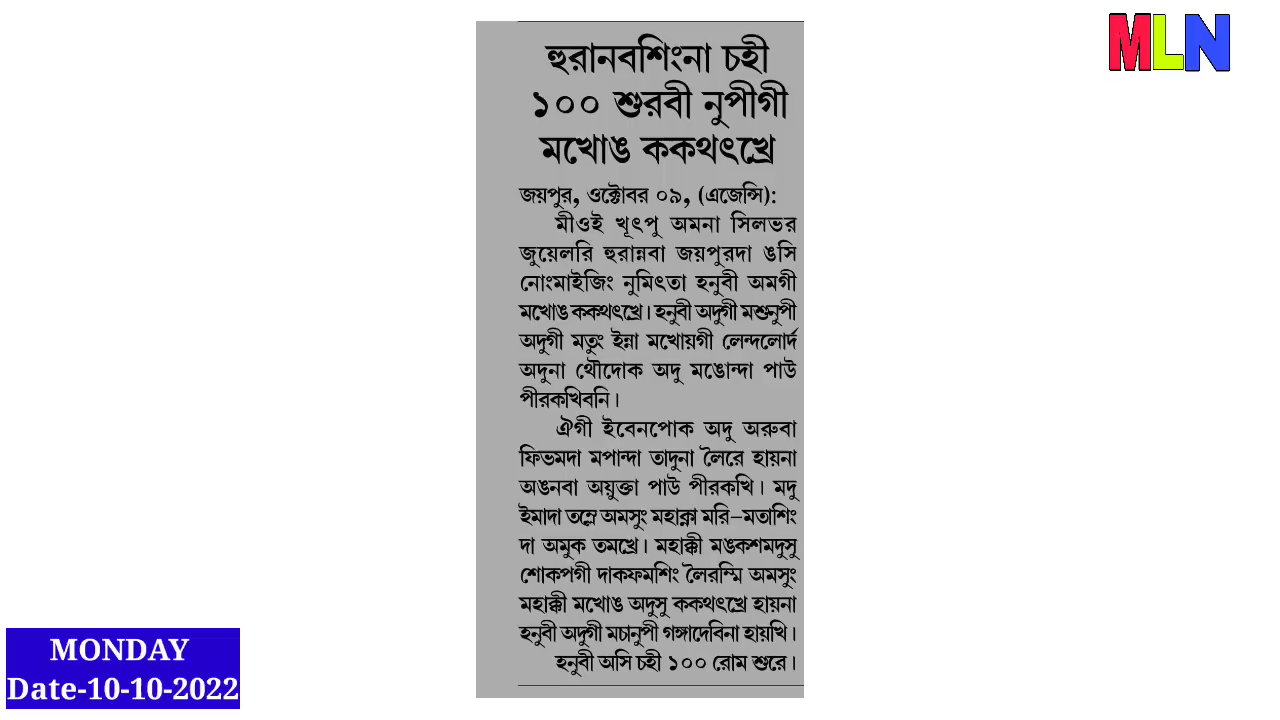 MLN
হুরানবশিংনা চহী
১০০ শুরবী নুপীগী
মখোঙ ককথৎখ্রে
জয়পুর, ওক্টোবর ০৯, (এজেন্সি):
মীওই খূৎপু অমনা সিলভর
জুয়েলরি হুরান্নবা জয়পুরদা ঙসি
নোংমাইজিং নুমিৎতা হনুবী অমগী
মখোঙ ককথৎখ্রে। হনুবী অদুগী মশুনুপী
অদুগী মতুং ইন্না মখোয়গী লেন্দলোর্দ
অদুনা থৌদোক অদু মঙোন্দা পাউ
পীরকখিবনি।
ঐগী ইবেনপোক অদু অরুবা
ফিভমদা মপান্দা তাদুনা লৈরে হায়না
অঙনবা অয়ুক্তা পাউ পীরকখি। মদু
ইমাদা তম্লে অমসুং মহাক্না মরি–মতাশিং
দা অমুক তমখ্রে। মহাক্কী মঙকশমদুসু
শোকপগী দাকফমশিং লৈরম্মি অমসুং
মহাক্কী মখোঙ অদুসু ককথৎখ্রে হায়না
হনুবী অদুগী মচানুপী গঙ্গাদেবিনা হায়খি।
হনুবী অসি চহী ১০০ রোম শুরে।
MONDAY
Date-10-10-2022